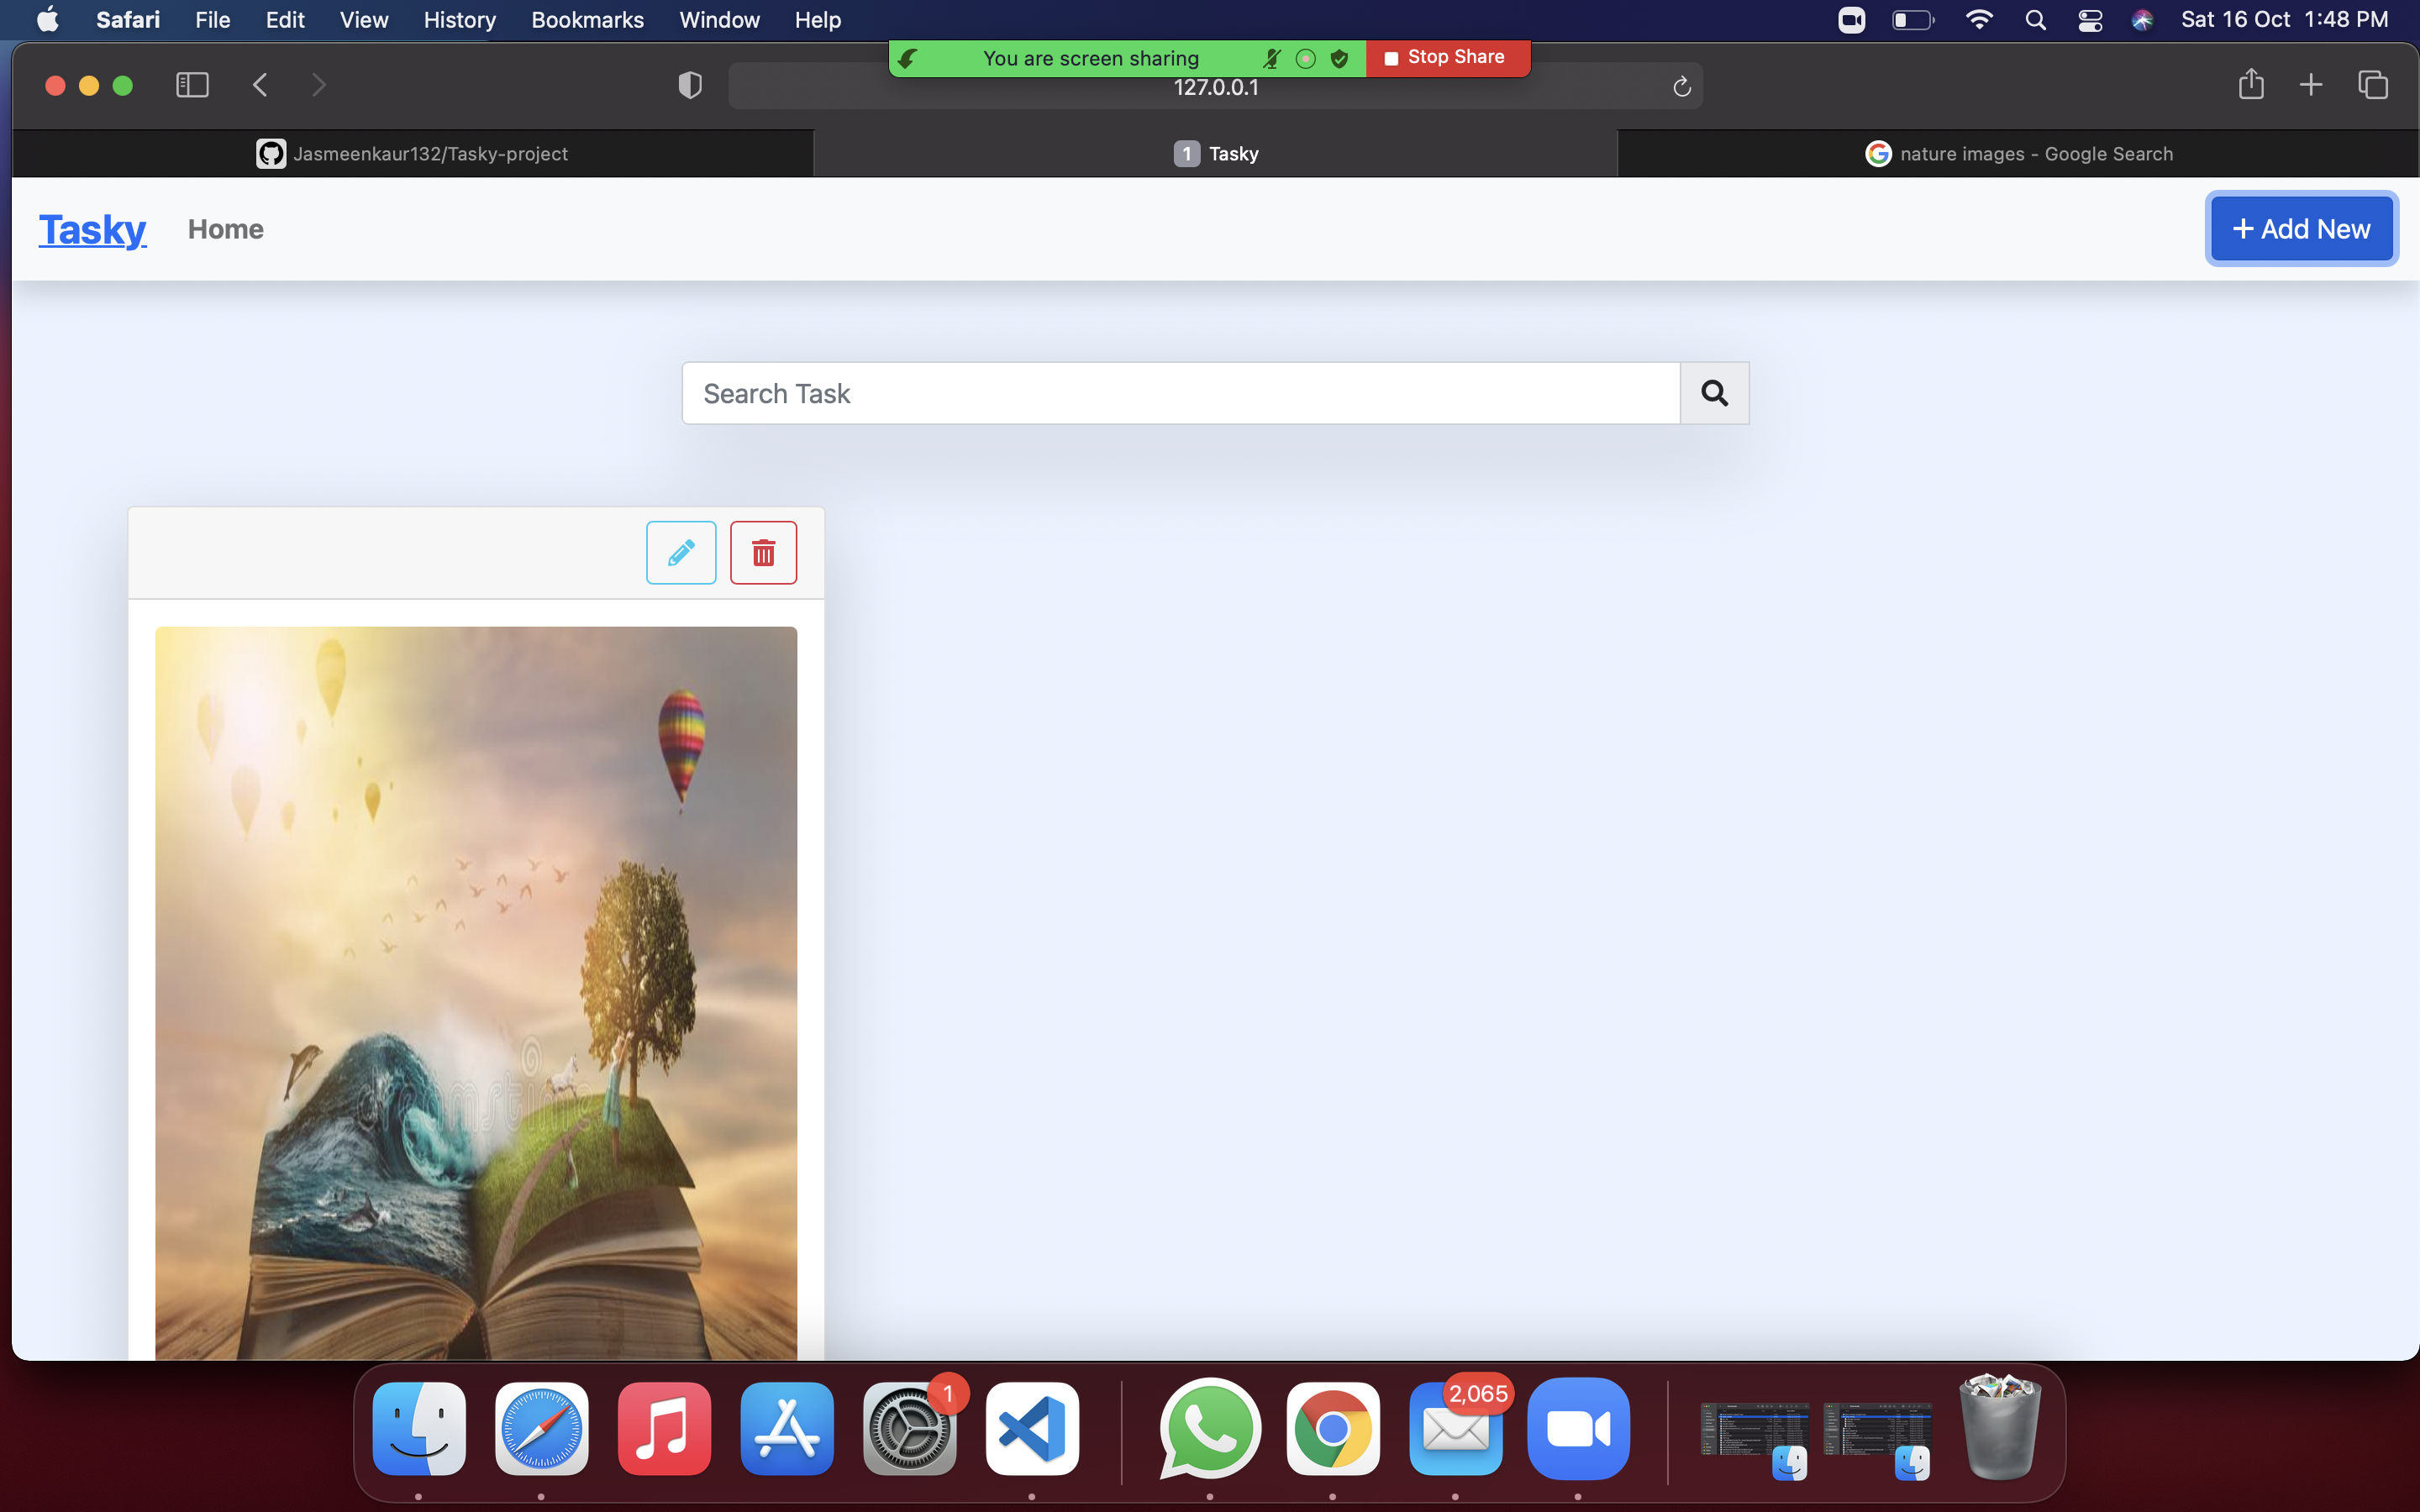 Safari File Edit View History Bookmarks Window Help Sat 16 Oct 1:48 PM
You are screen sharing Stop Share
127.0.0.1
Jasmeenkaur132/Tasky-project 1 Tasky nature images - Google Search
Tasky Home + Add New
Search Task
dreamstime
1 2,065